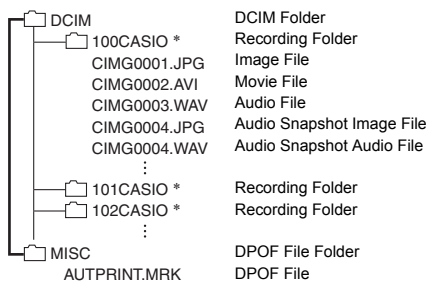 DCIM DCIM Folder
100CASIO * Recording Folder
CIMG0001.JPG Image File
CIMG0002.AVI Movie File
CIMG0003.WAV Audio File
CIMG0004.JPG Audio Snapshot Image File
CIMG0004.WAV Audio Snapshot Audio File
101CASIO * Recording Folder
102CASIO * Recording Folder
MISC DPOF File Folder
AUTPRINT.MRK DPOF File